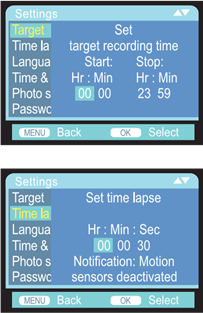 Settings
Target
Time la
Langua
Time &
Photo s
Passwc
Set
target recording time
Start: Stop:
Hr : Min Hr : Min
00 00 23 59
MENU Back OK Select
Settings
Target
Time la
Langua
Time &
Photo s
Passwc
Set time lapse
Hr : Min : Sec
00 00 30
Notification: Motion
sensors deactivated
MENU Back OK Select